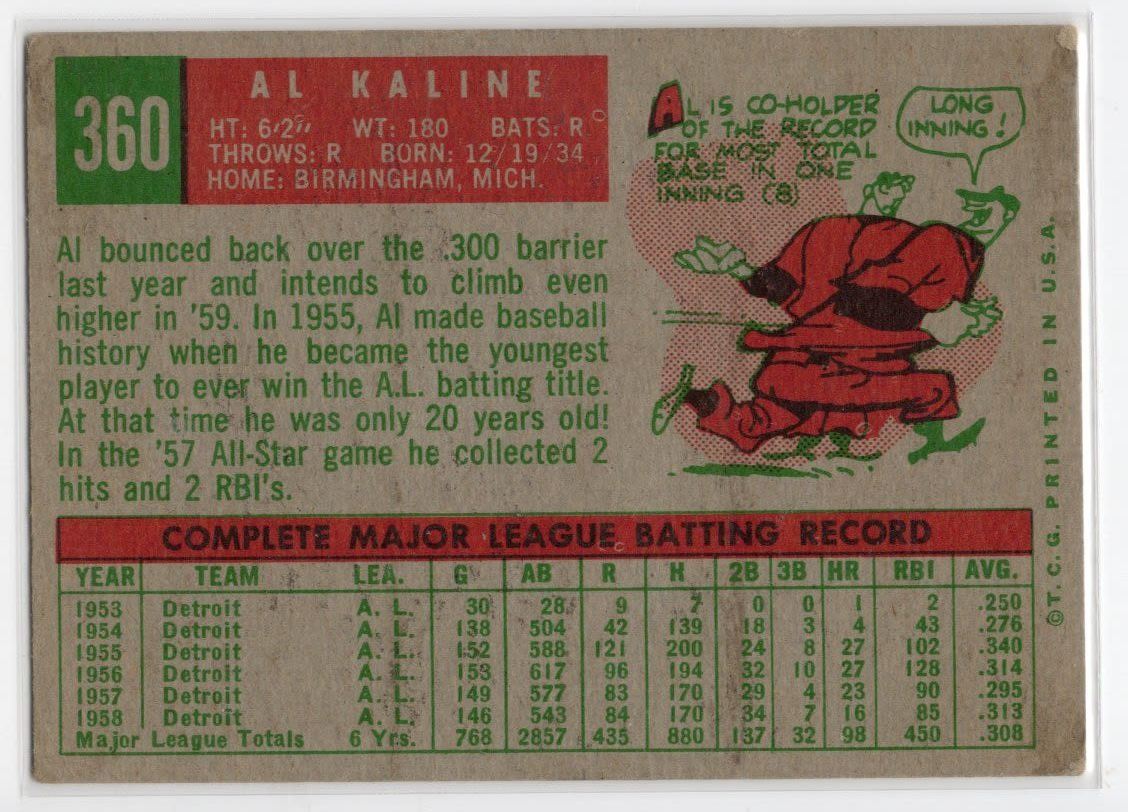 360
AL KALINE
HT: 6'2" WT: 180 BATS: R
THROWS: R BORN: 12/19/34
HOME: BIRMINGHAM, MICH.
AL IS CO-HOLDER
OF THE RECORD
FOR MOST TOTAL
BASE IN ONE
INNING (8)
LONG
INNING!
Al bounced back over the .300 barrier
last year and intends to climb even
higher in '59. In 1955, Al made baseball
history when he became the youngest
player to ever win the A.L. batting title.
At that time he was only 20 years old!
In the '57 All-Star game he collected 2
hits and 2 RBI's.
COMPLETE MAJOR LEAGUE BATTING RECORD
YEAR TEAM LEA. G AB R H 2B 3B HR RBI AVG.
1953 Detroit A. L. 30 28 9 7 0 0 1 2 .250
1954 Detroit A. L. 138 504 42 139 18 3 4 43 .276
1955 Detroit A. L. 152 588 121 200 24 8 27 102 .340
1956 Detroit A. L. 153 617 96 194 32 10 27 128 .314
1957 Detroit A. L. 149 577 83 170 29 4 23 90 .295
1958 Detroit A. L. 146 543 84 170 34 7 16 85 .313
Major League Totals 6 Yrs. 768 2857 435 880 137 32 98 450 .308
©T. C. G. PRINTED IN U.S.A.